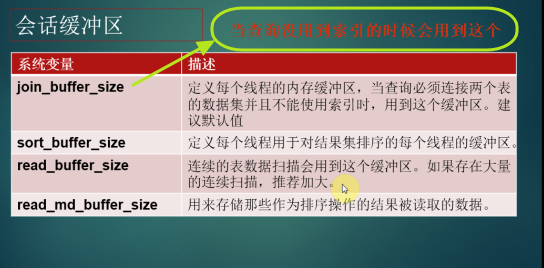 会话缓冲区
当查询没用到索引的时候会用到这个
系统变量 描述
join_buffer_size 定义每个线程的内存缓冲区，当查询必须连接两个表
的数据集并且不能使用索引时，用到这个缓冲区。建
议默认值
sort_buffer_size 定义每个线程用于对结果集排序的每个线程的缓冲区。
read_buffer_size 连续的表数据扫描会用到这个缓冲区。如果存在大量
的连续扫描，推荐加大。
read_md_buffer_size 用来存储那些作为排序操作的结果被读取的数据。